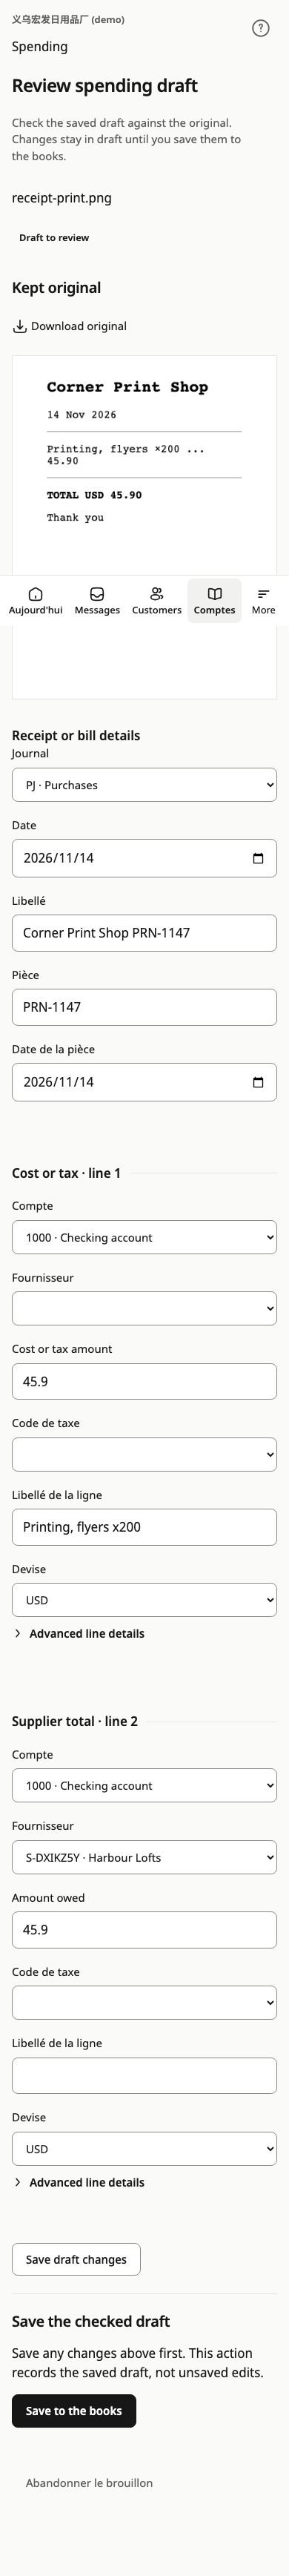 义乌宏发日用品厂 (demo)
Spending
Review spending draft
Check the saved draft against the original.
Changes stay in draft until you save them to
the books.
receipt-print.png
Draft to review
Kept original
Download original
Corner Print Shop
14 Nov 2026
Printing, flyers ×200 ...
45.90
TOTAL USD 45.90
Thank you
Aujourd'hui
Messages
Customers
Comptes
More
Receipt or bill details
Journal
PJ · Purchases
Date
2026/11/14
Libellé
Corner Print Shop PRN-1147
Pièce
PRN-1147
Date de la pièce
2026/11/14
Cost or tax · line 1
Compte
1000 · Checking account
Fournisseur
Cost or tax amount
45.9
Code de taxe
Libellé de la ligne
Printing, flyers x200
Devise
USD
Advanced line details
Supplier total · line 2
Compte
1000 · Checking account
Fournisseur
S-DXIKZ5Y · Harbour Lofts
Amount owed
45.9
Code de taxe
Libellé de la ligne
Devise
USD
Advanced line details
Save draft changes
Save the checked draft
Save any changes above first. This action
records the saved draft, not unsaved edits.
Save to the books
Abandonner le brouillon